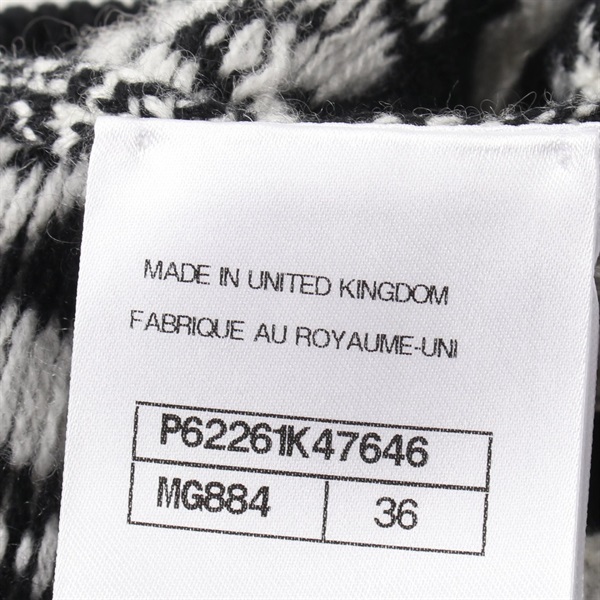 MADE IN UNITED KINGDOM
FABRIQUE AU ROYAUME-UNI
P62261K47646
MG884 36